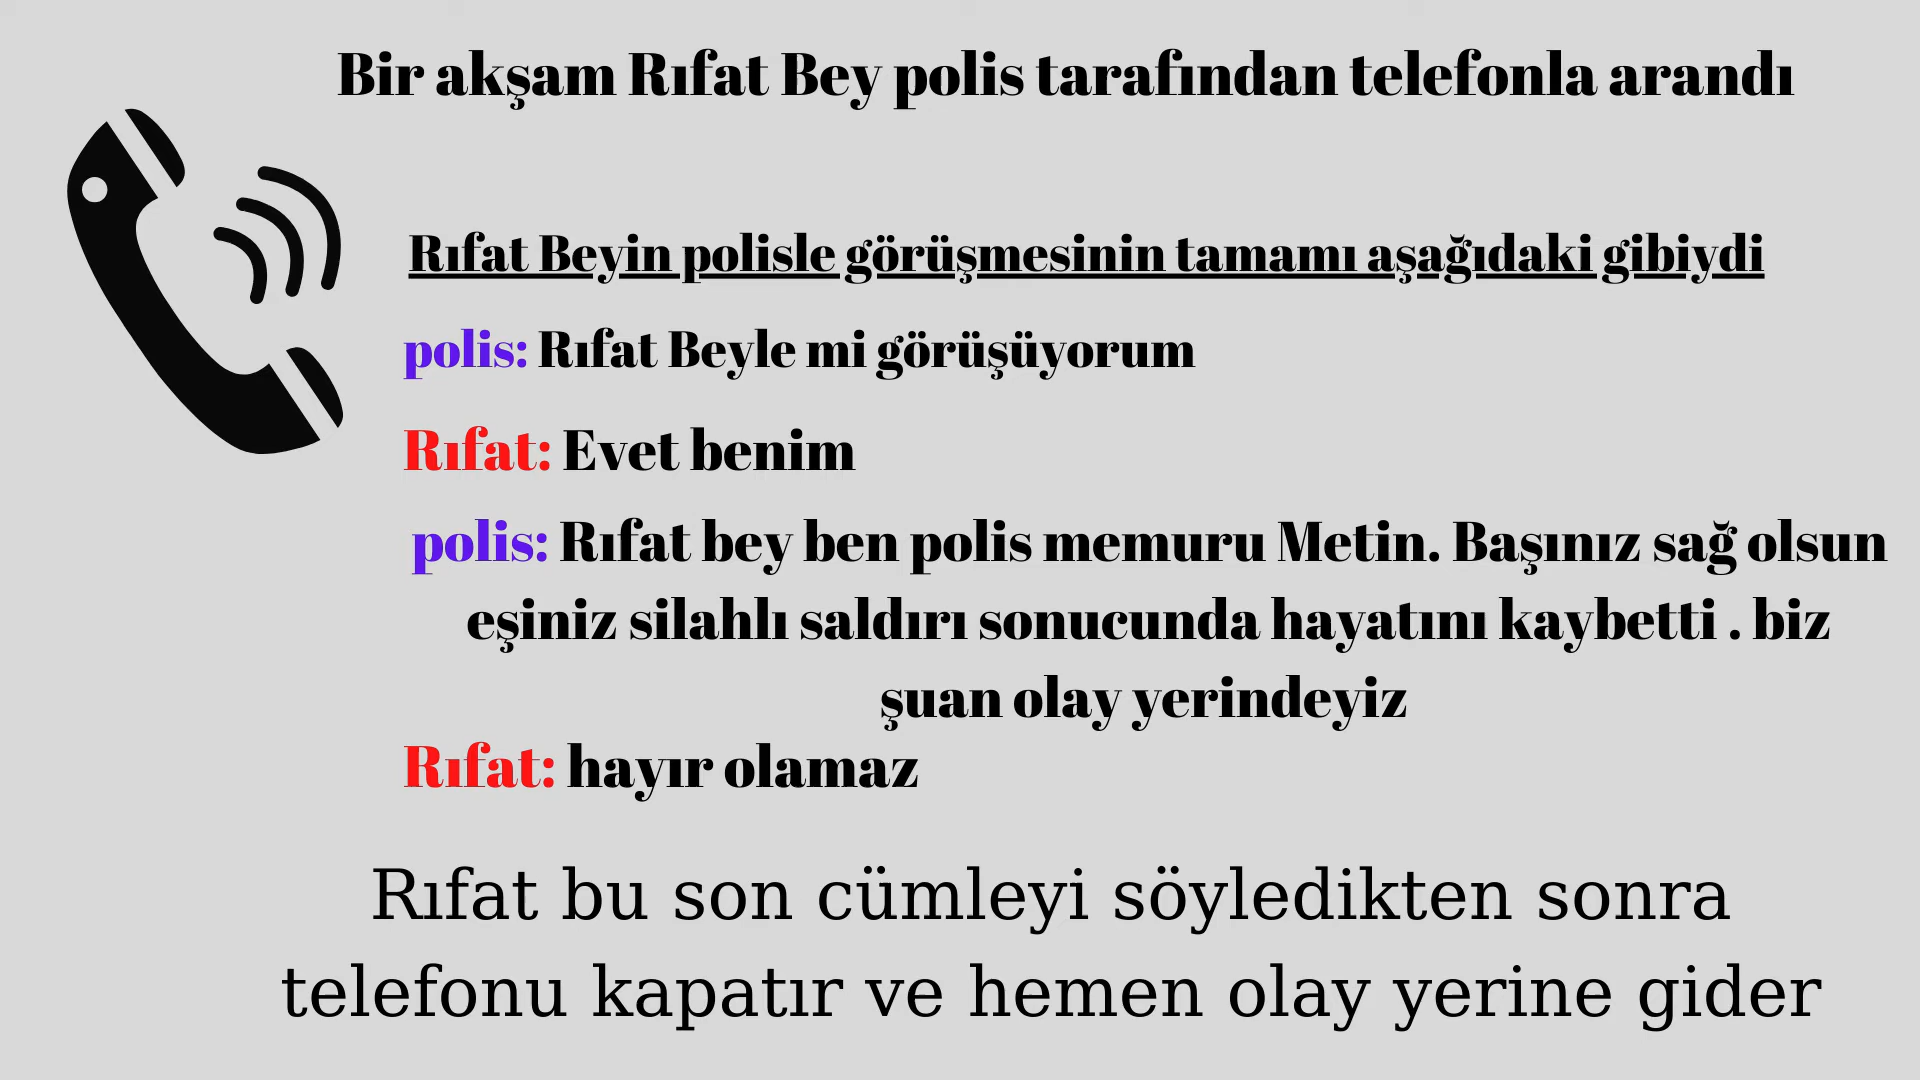 Bir akşam Rıfat Bey polis tarafından telefonla arandı
Rıfat Beyin polisle görüşmesinin tamamı aşağıdaki gibiydi
polis: Rıfat Beyle mi görüşüyorum
Rıfat: Evet benim
polis: Rıfat bey ben polis memuru Metin. Başınız sağ olsun
eşiniz silahlı saldırı sonucunda hayatını kaybetti . biz
şuan olay yerindeyiz
Rıfat: hayır olamaz
Rıfat bu son cümleyi söyledikten sonra
telefonu kapatır ve hemen olay yerine gider